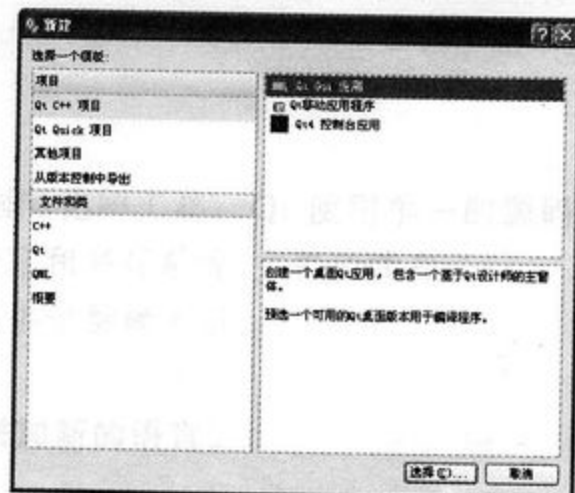 新建
选择一个模板:
项目
Qt C++ 项目
Qt Quick 项目
其他项目
从版本控制中导出
文件和类
C++
Qt
QML
概要
Qt Gui 应用
Qt移动应用程序
Qt4 控制台应用
创建一个桌面Qt应用，包含一个基于Qt设计师的主窗
体。
预选一个可用的Qt桌面版本用于编译程序。
选择(C)...
取消